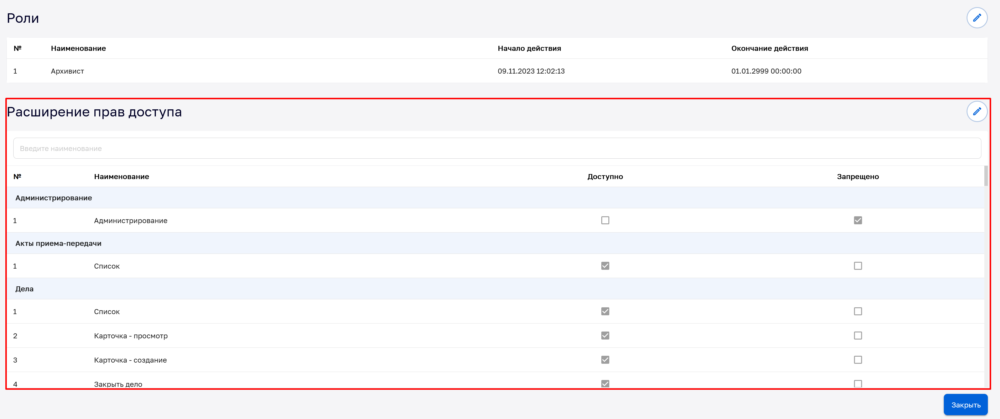 Роли
№ Наименование Начало действия Окончание действия
1 Архивист 09.11.2023 12:02:13 01.01.2999 00:00:00
Расширение прав доступа
Введите наименование
№ Наименование Доступно Запрещено
Администрирование
1 Администрирование
Акты приема-передачи
1 Список
Дела
1 Список
2 Карточка - просмотр
3 Карточка - создание
4 Закрыть дело
Закрыть